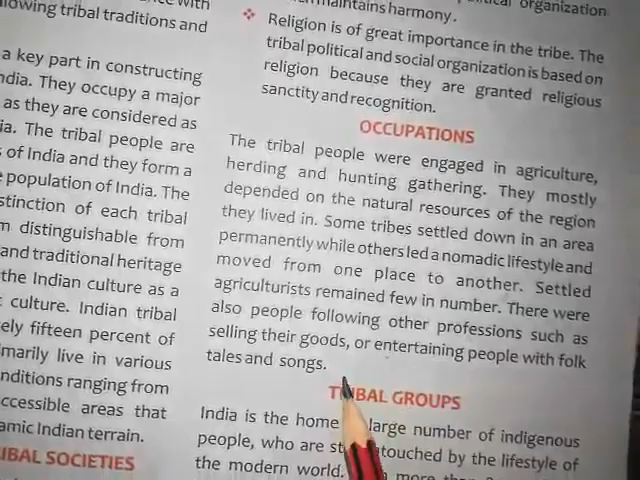 lowing tribal traditions and
a key part in constructing
ndia. They occupy a major
as they are considered as
ia. The tribal people are
s of India and they form a
population of India. The
stinction of each tribal
m distinguishable from
and traditional heritage
the Indian culture as a
culture. Indian tribal
ely fifteen percent of
marily live in various
nditions ranging from
ccessible areas that
amic Indian terrain.
IBAL SOCIETIES
organization
maintains harmony.
❖ Religion is of great importance in the tribe. The
tribal political and social organization is based on
religion because they are granted religious
sanctity and recognition.
OCCUPATIONS
The tribal people were engaged in agriculture,
herding and hunting gathering. They mostly
depended on the natural resources of the region
they lived in. Some tribes settled down in an area
permanently while others led a nomadic lifestyle and
moved from one place to another. Settled
agriculturists remained few in number. There were
also people following other professions such as
selling their goods, or entertaining people with folk
tales and songs.
TRIBAL GROUPS
India is the home large number of indigenous
people, who are st touched by the lifestyle of
the modern world. more than